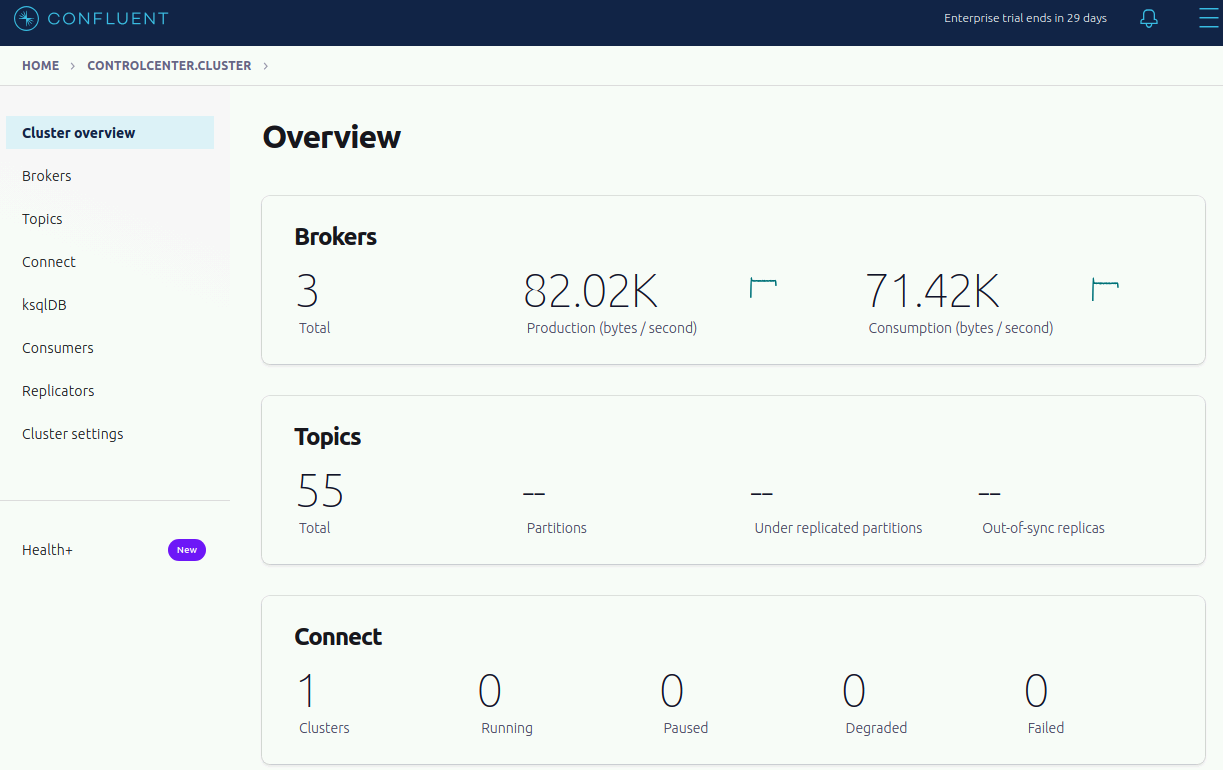 CONFLUENT
Enterprise trial ends in 29 days
HOME > CONTROLCENTER.CLUSTER >
Cluster overview
Brokers
Topics
Connect
ksqlDB
Consumers
Replicators
Cluster settings
Health+ New
Overview
Brokers
3 82.02K 71.42K
Total Production (bytes / second) Consumption (bytes / second)
Topics
55 -- -- --
Total Partitions Under replicated partitions Out-of-sync replicas
Connect
1 0 0 0 0
Clusters Running Paused Degraded Failed